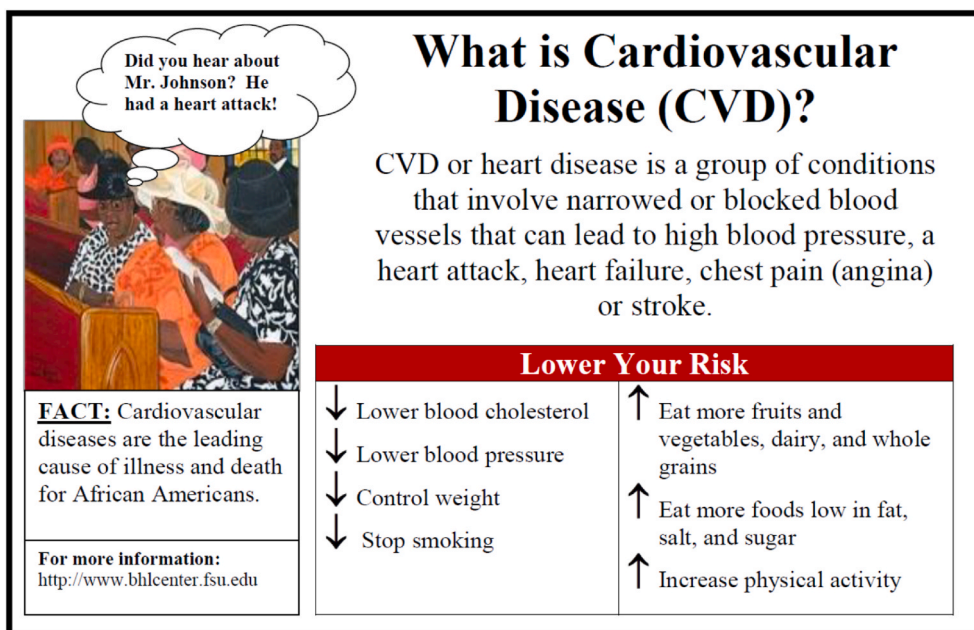 Did you hear about
Mr. Johnson?  He
had a heart attack!
What is Cardiovascular
Disease (CVD)?
CVD or heart disease is a group of conditions
that involve narrowed or blocked blood
vessels that can lead to high blood pressure, a
heart attack, heart failure, chest pain (angina)
or stroke.
FACT: Cardiovascular
diseases are the leading
cause of illness and death
for African Americans.
For more information:
http://www.bhlcenter.fsu.edu
Lower Your Risk
↓ Lower blood cholesterol
↓ Lower blood pressure
↓ Control weight
↓ Stop smoking
↑ Eat more fruits and
vegetables, dairy, and whole
grains
↑ Eat more foods low in fat,
salt, and sugar
↑ Increase physical activity